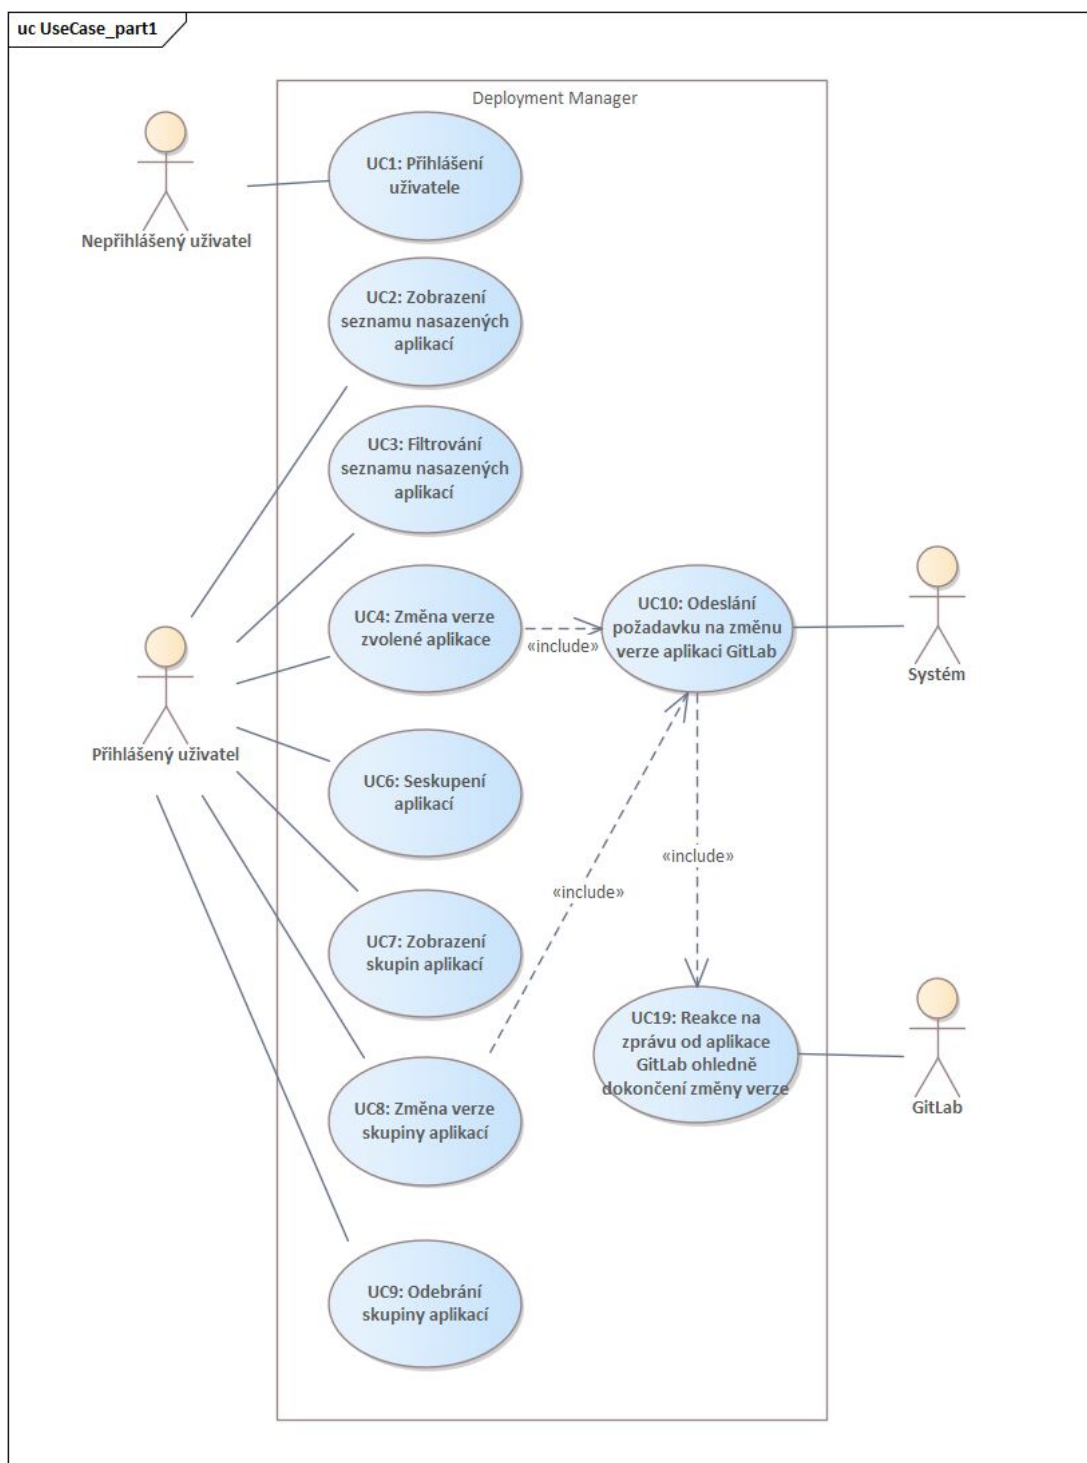 uc UseCase_part1
Deployment Manager
UC1: Přihlášení
uživatele
Nepřihlášený uživatel
UC2: Zobrazení
seznamu nasazených
aplikací
UC3: Filtrování
seznamu nasazených
aplikací
UC4: Změna verze
zvolené aplikace
«include»
UC10: Odeslání
požadavku na změnu
verze aplikaci GitLab
Systém
Přihlášený uživatel
UC6: Seskupení
aplikací
«include»
«include»
UC7: Zobrazení
skupin aplikací
UC19: Reakce na
zprávu od aplikace
GitLab ohledně
dokončení změny verze
GitLab
UC8: Změna verze
skupiny aplikací
UC9: Odebrání
skupiny aplikací